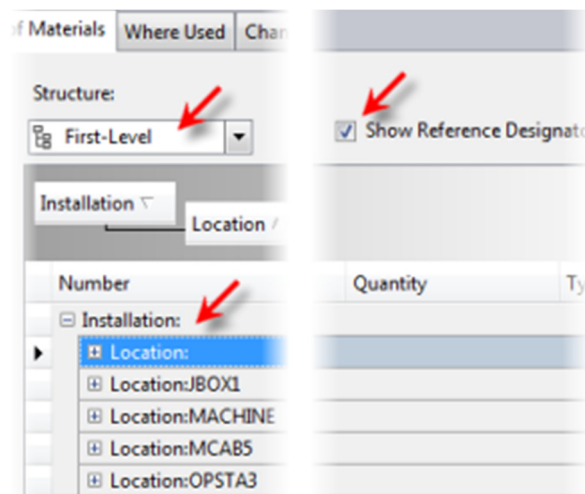 of Materials Where Used Chan
Structure:
First-Level Show Reference Designato
Installation
Location
Number Quantity Ty
Installation:
Location:
Location:JBOX1
Location:MACHINE
Location:MCAB5
Location:OPSTA3